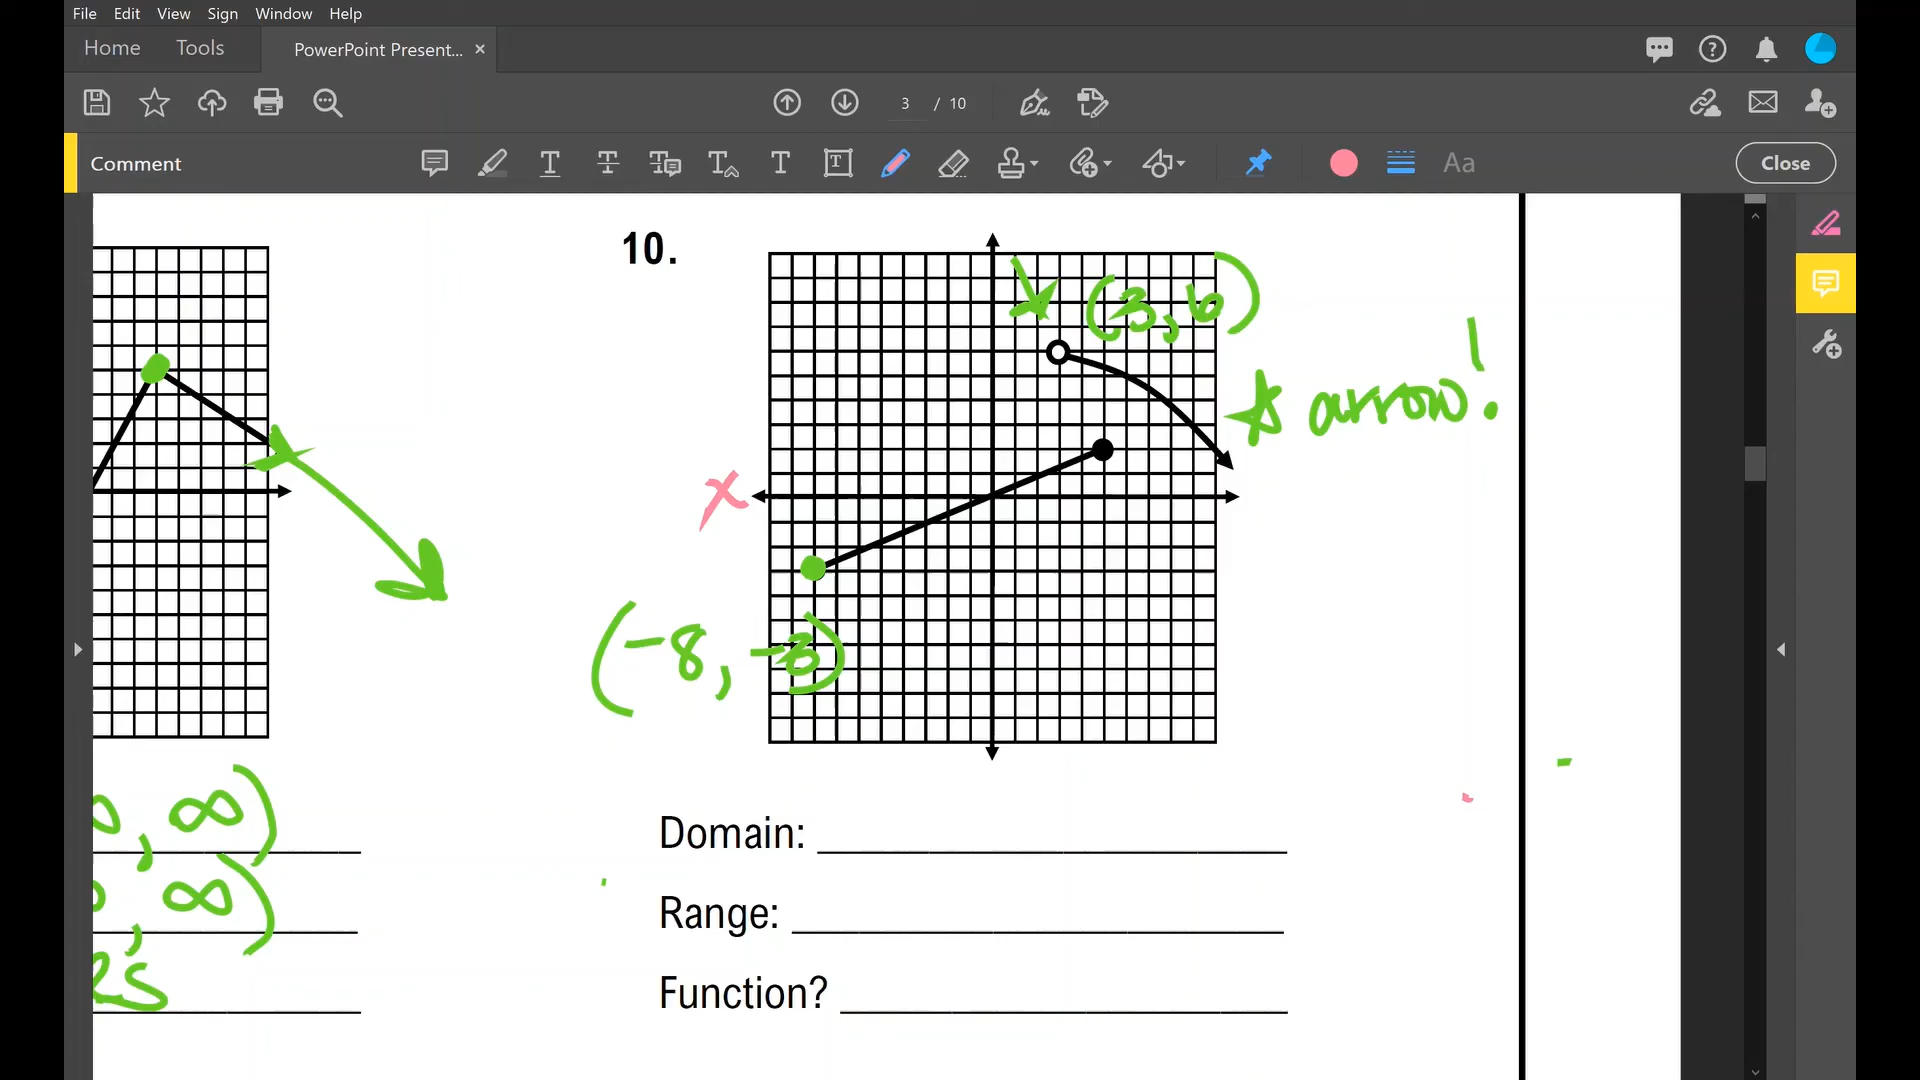 File Edit View Sign Window Help
Home Tools PowerPoint Present... ×
3 / 10
Comment T T T T T T Aa Close
10.
(3,6)
arrow!
x
(-8, -3)
, ∞)
Domain:
, ∞)
Range:
es
Function?